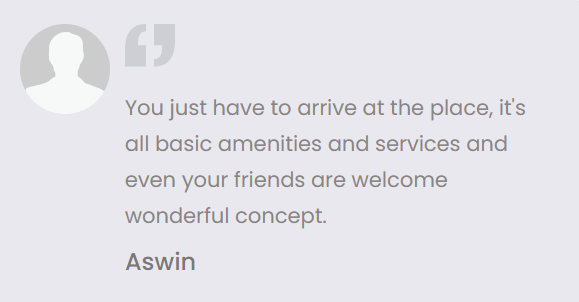 You just have to arrive at the place, it's
all basic amenities and services and
even your friends are welcome
wonderful concept.
Aswin